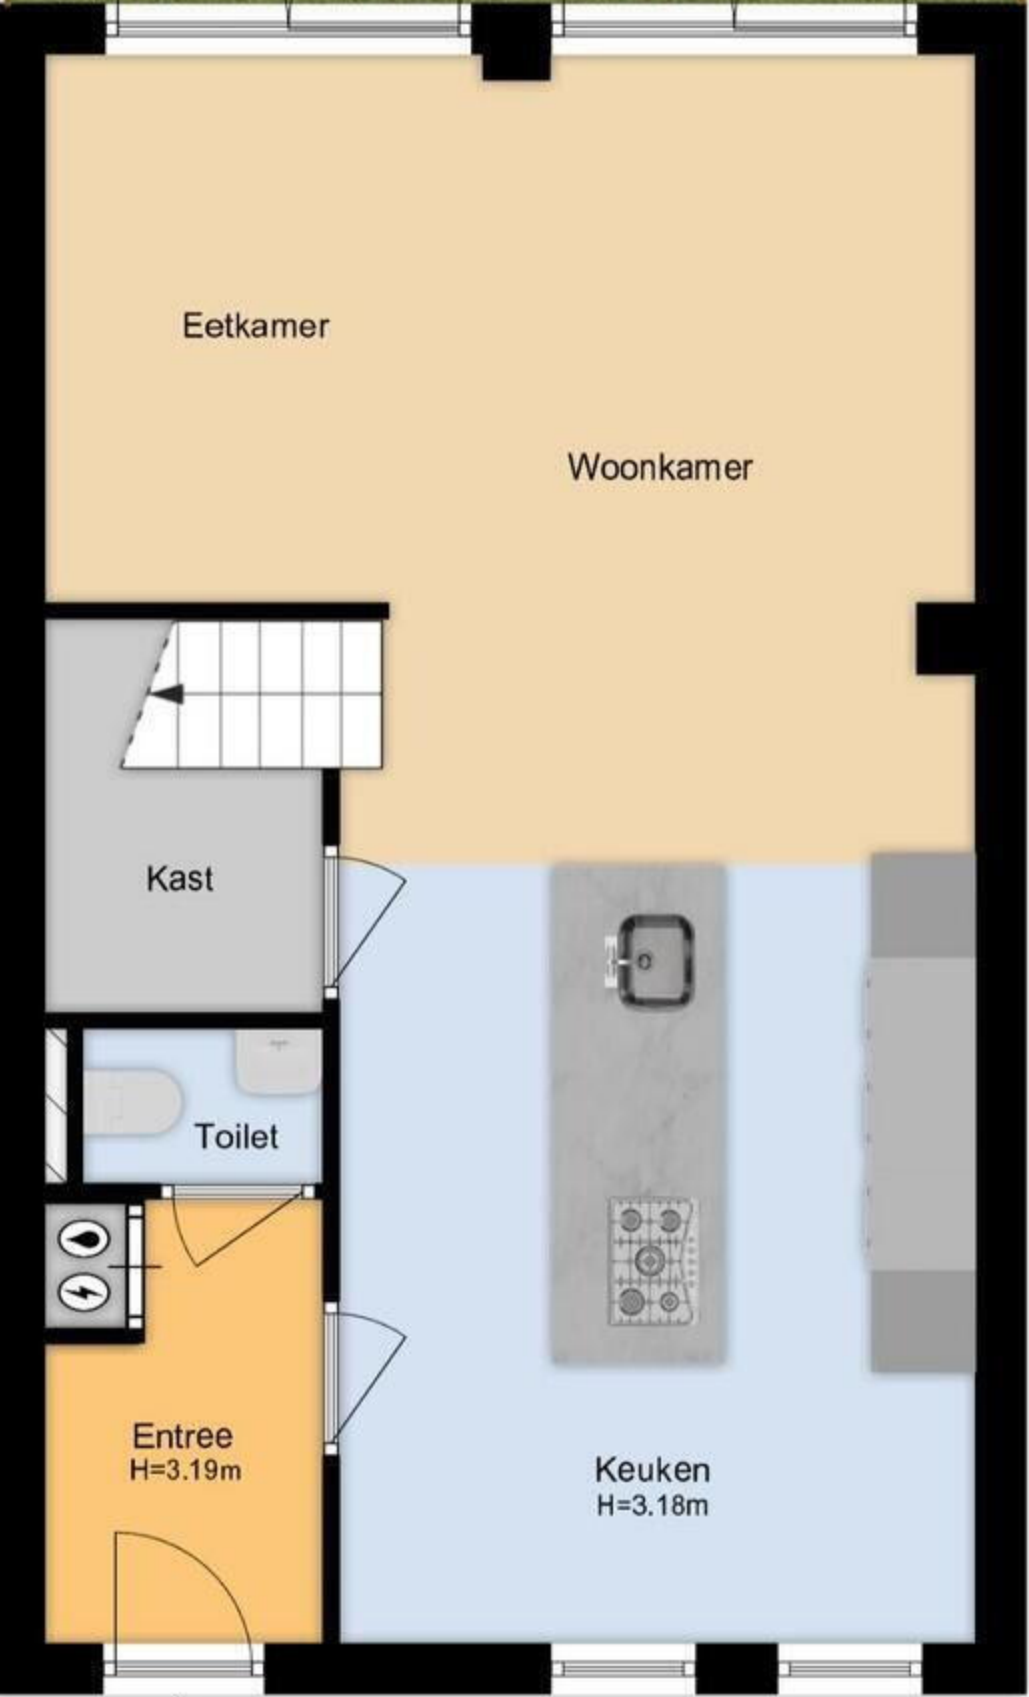 Eetkamer
Woonkamer
Kast
Toilet
Entree
H=3.19m
Keuken
H=3.18m